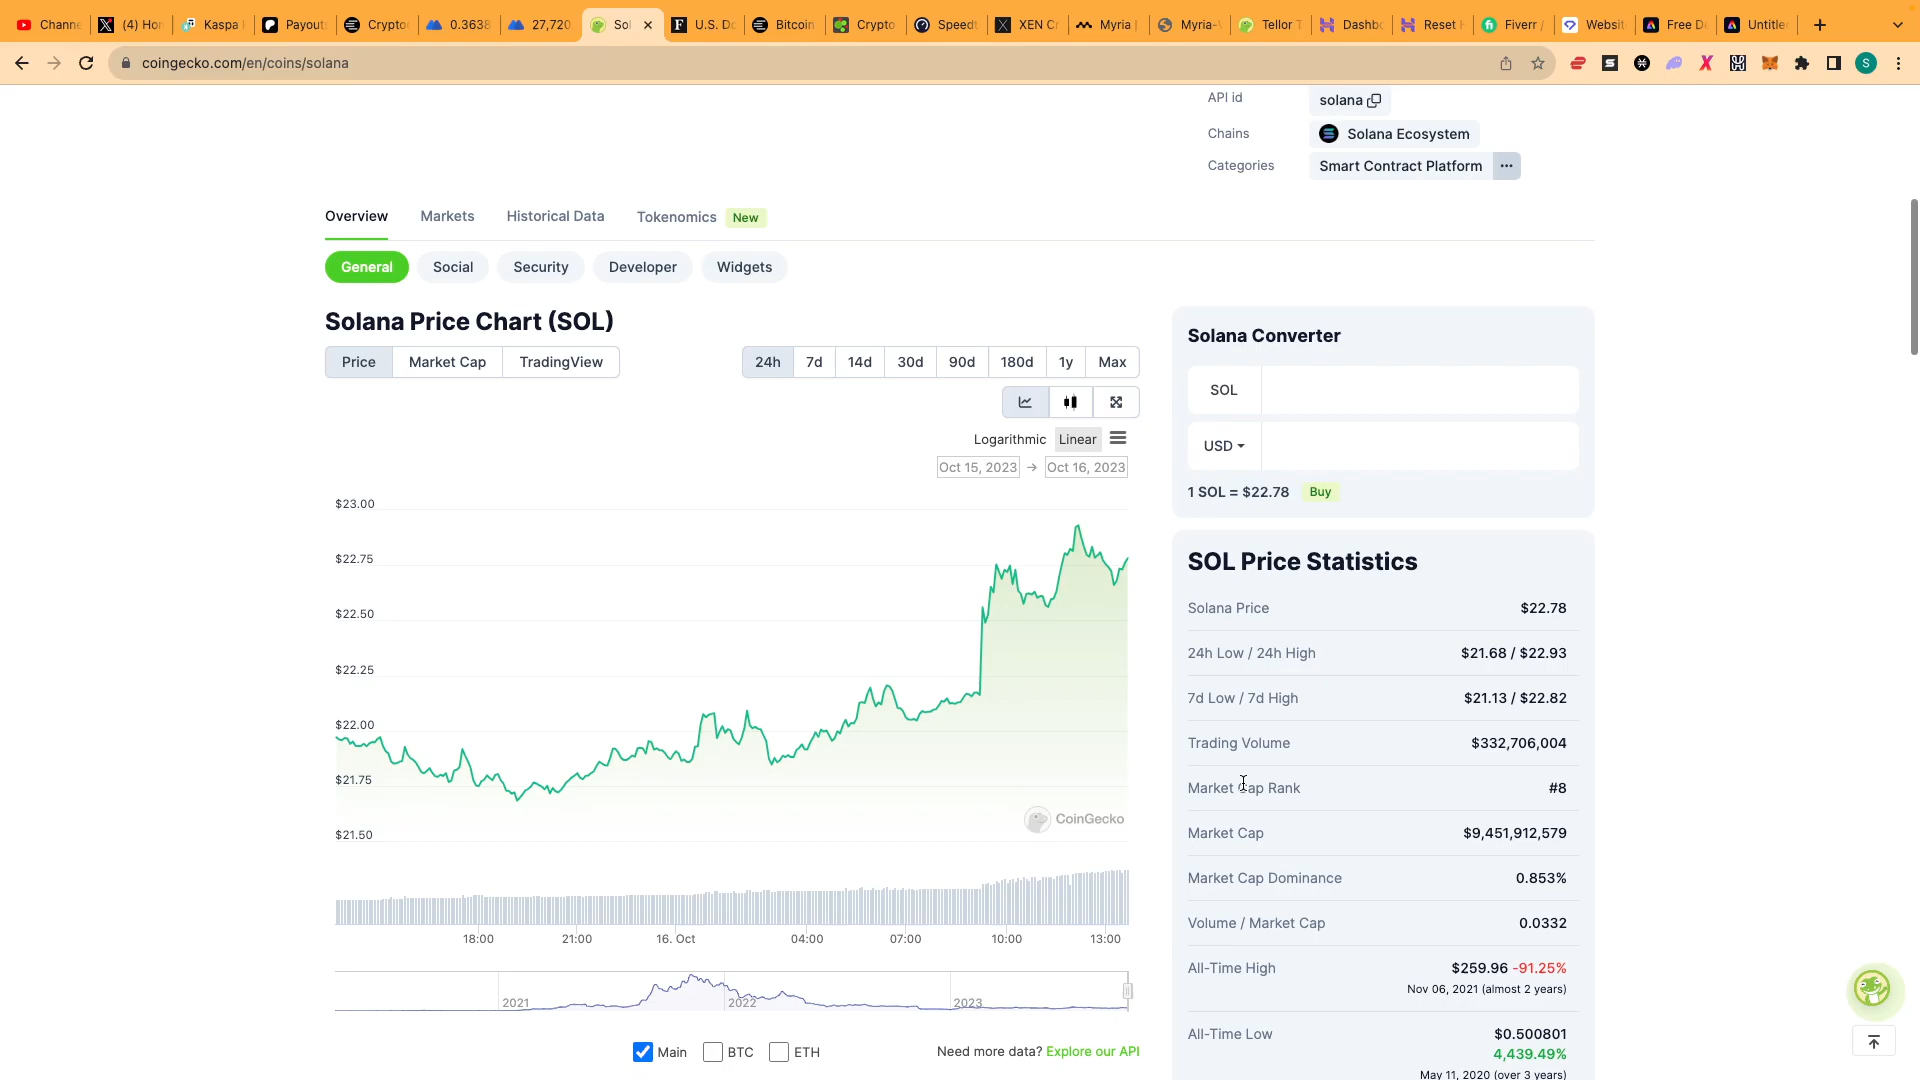 Channe
(4) Hon
Kaspa
Payout
Crypto
0.3638
27,720
Sol
U.S. Do
Bitcoin
Crypto
Speedt
XEN Cr
Myria |
Myria-
Tellor T
Dashbo
Reset
Fiverr /
Websit
Free D
Untitle
coingecko.com/en/coins/solana
S
API id
solana
Chains
Solana Ecosystem
Categories
Smart Contract Platform
Overview
Markets
Historical Data
Tokenomics
New
General
Social
Security
Developer
Widgets
Solana Price Chart (SOL)
Price
Market Cap
TradingView
24h
7d
14d
30d
90d
180d
1y
Max
Logarithmic
Linear
Oct 15, 2023 → Oct 16, 2023
$23.00
$22.75
$22.50
$22.25
$22.00
$21.75
$21.50
CoinGecko
18:00
21:00
16. Oct
04:00
07:00
10:00
13:00
2021
2022
2023
Main
BTC
ETH
Need more data? Explore our API
Solana Converter
SOL
USD
1 SOL = $22.78
Buy
SOL Price Statistics
Solana Price
$22.78
24h Low / 24h High
$21.68 / $22.93
7d Low / 7d High
$21.13 / $22.82
Trading Volume
$332,706,004
Market Cap Rank
#8
Market Cap
$9,451,912,579
Market Cap Dominance
0.853%
Volume / Market Cap
0.0332
All-Time High
$259.96 -91.25%
Nov 06, 2021 (almost 2 years)
All-Time Low
$0.500801
4,439.49%
May 11, 2020 (over 3 years)